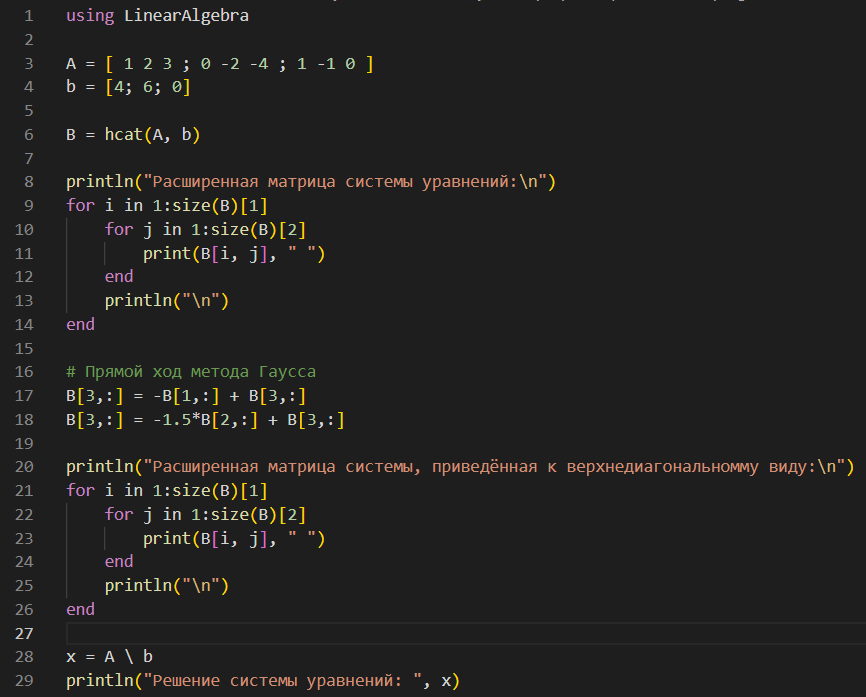 1 using LinearAlgebra
2
3 A = [ 1 2 3 ; 0 -2 -4 ; 1 -1 0 ]
4 b = [4; 6; 0]
5
6 B = hcat(A, b)
7
8 println("Расширенная матрица системы уравнений:\n")
9 for i in 1:size(B)[1]
10     for j in 1:size(B)[2]
11         print(B[i, j], " ")
12     end
13     println("\n")
14 end
15
16 # Прямой ход метода Гаусса
17 B[3,:] = -B[1,:] + B[3,:]
18 B[3,:] = -1.5*B[2,:] + B[3,:]
19
20 println("Расширенная матрица системы, приведённая к верхнедиагональномму виду:\n")
21 for i in 1:size(B)[1]
22     for j in 1:size(B)[2]
23         print(B[i, j], " ")
24     end
25     println("\n")
26 end
27
28 x = A \ b
29 println("Решение системы уравнений: ", x)